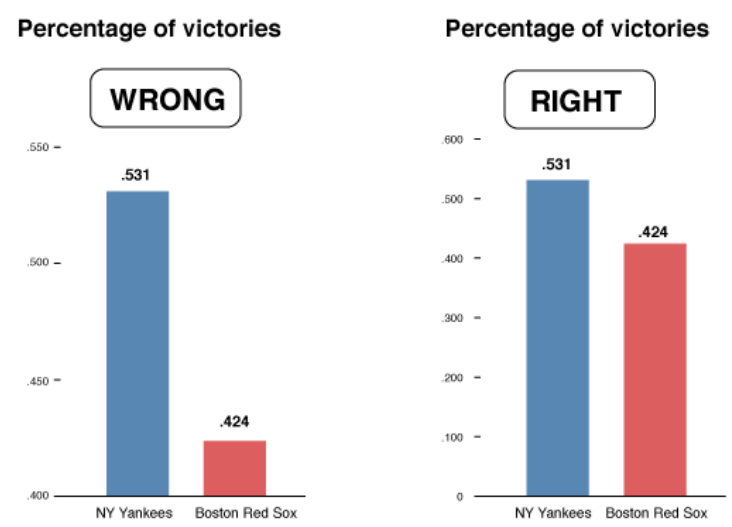 Percentage of victories
WRONG
.550
.531
.500
.450
.424
.400
NY Yankees Boston Red Sox
Percentage of victories
RIGHT
.600
.531
.500
.424
.400
.300
.200
.100
0
NY Yankees Boston Red Sox